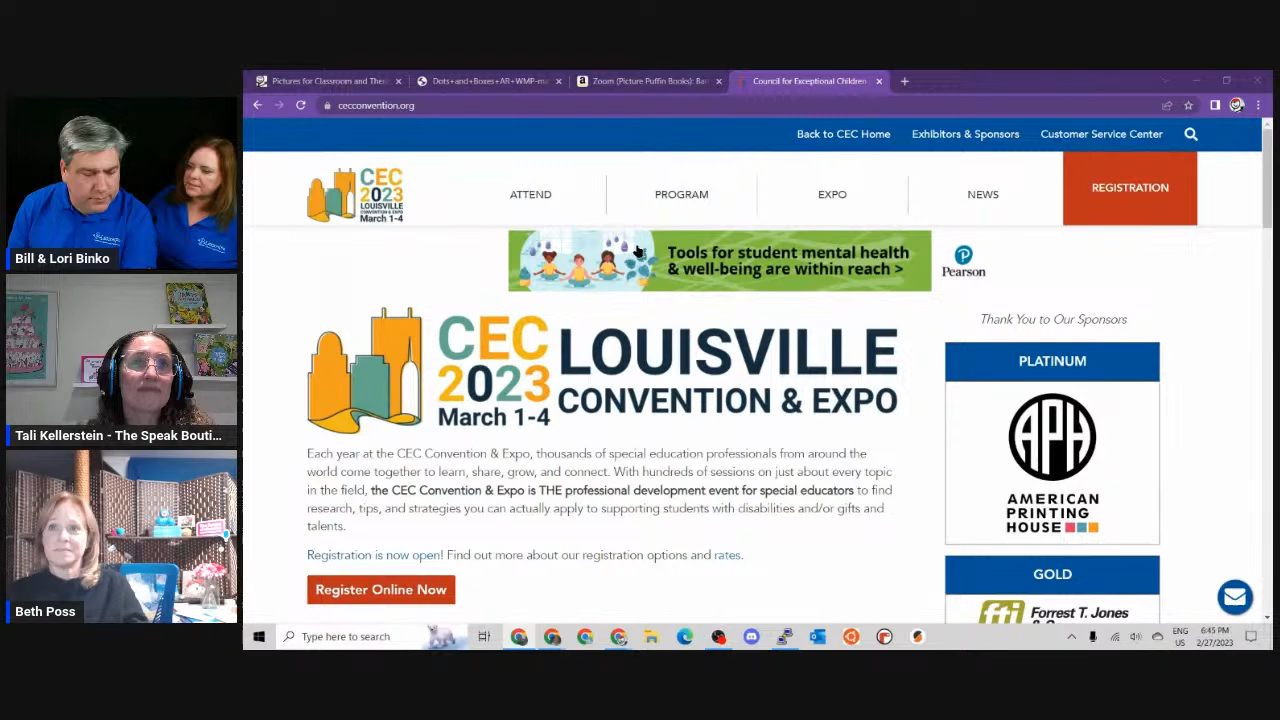 Pictures for Classroom and Ther
Dots+and+Boxes+AR+WMP-m
Zoom (Picture Puffin Books): Ba
Council for Exceptional Children
cecconvention.org
Back to CEC Home
Exhibitors & Sponsors
Customer Service Center
CEC
2023
LOUISVILLE
CONVENTION & EXPO
March 1-4
ATTEND
PROGRAM
EXPO
NEWS
REGISTRATION
Tools for student mental health
& well-being are within reach >
Pearson
CEC
2023
March 1-4
LOUISVILLE
CONVENTION & EXPO
Each year at the CEC Convention & Expo, thousands of special education professionals from around the
world come together to learn, share, grow, and connect. With hundreds of sessions on just about every topic
in the field, the CEC Convention & Expo is THE professional development event for special educators to find
research, tips, and strategies you can actually apply to supporting students with disabilities and/or gifts and
talents.
Registration is now open! Find out more about our registration options and rates.
Register Online Now
Thank You to Our Sponsors
PLATINUM
APH
AMERICAN
PRINTING
HOUSE
GOLD
fti
Forrest T. Jones
Bill & Lori Binko
Tali Kellerstein - The Speak Bouti...
Beth Poss
Type here to search
ENG
US
6:45 PM
2/27/2023